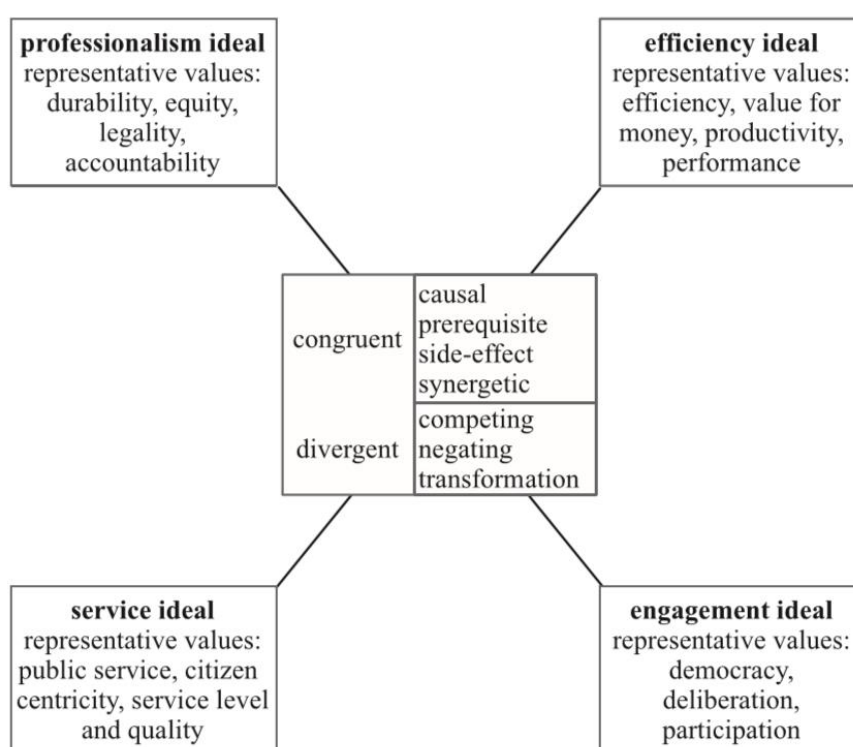 professionalism ideal
representative values:
durability, equity,
legality,
accountability
efficiency ideal
representative values:
efficiency, value for
money, productivity,
performance
congruent
causal
prerequisite
side-effect
synergetic
divergent
competing
negating
transformation
service ideal
representative values:
public service, citizen
centricity, service level
and quality
engagement ideal
representative values:
democracy,
deliberation,
participation